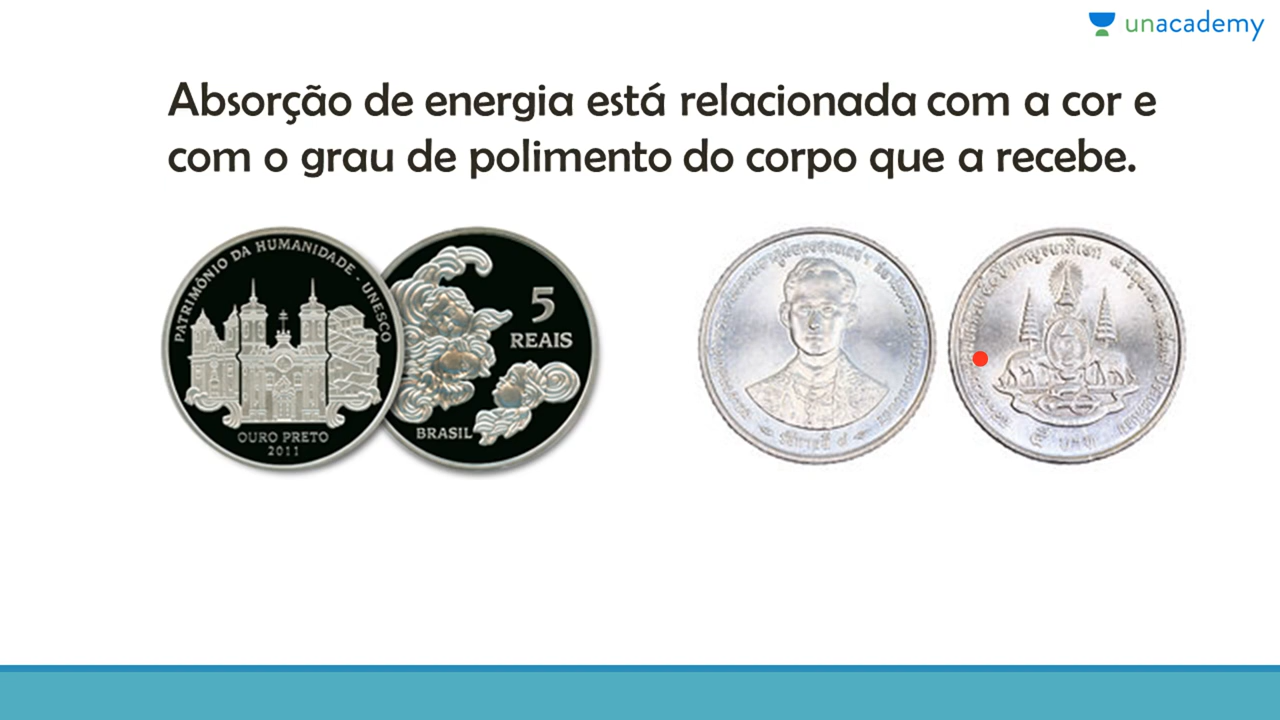 unacademy
Absorção de energia está relacionada com a cor e
com o grau de polimento do corpo que a recebe.
PATRIMÔNIO DA HUMANIDADE - UNESCO
OURO PRETO
2011
5
REAIS
BRASIL